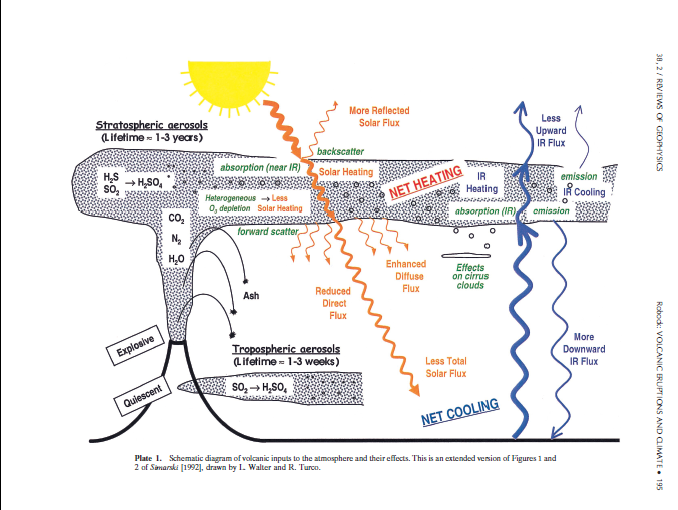 38, 2 / REVIEWS OF GEOPHYSICS
Stratospheric aerosols
(Lifetime ≈ 1-3 years)
More Reflected
Solar Flux
backscatter
absorption (near IR)
Solar Heating
H₂S
SO₂
→ H₂SO₄
NET HEATING
IR
Heating
Less
Upward
IR Flux
emission
IR Cooling
Heterogeneous → Less
O₃ depletion Solar Heating
absorption (IR)
emission
CO₂
N₂
H₂O
forward scatter
Enhanced
Diffuse
Flux
Effects
on cirrus
clouds
Ash
Reduced
Direct
Flux
Explosive
Quiescent
Tropospheric aerosols
(Lifetime ≈ 1-3 weeks)
SO₂ → H₂SO₄
Less Total
Solar Flux
More
Downward
IR Flux
NET COOLING
Robock: VOLCANIC ERUPTIONS AND CLIMATE • 195
Plate 1. Schematic diagram of volcanic inputs to the atmosphere and their effects. This is an extended version of Figures 1 and
2 of Simarski [1992], drawn by L. Walter and R. Turco.